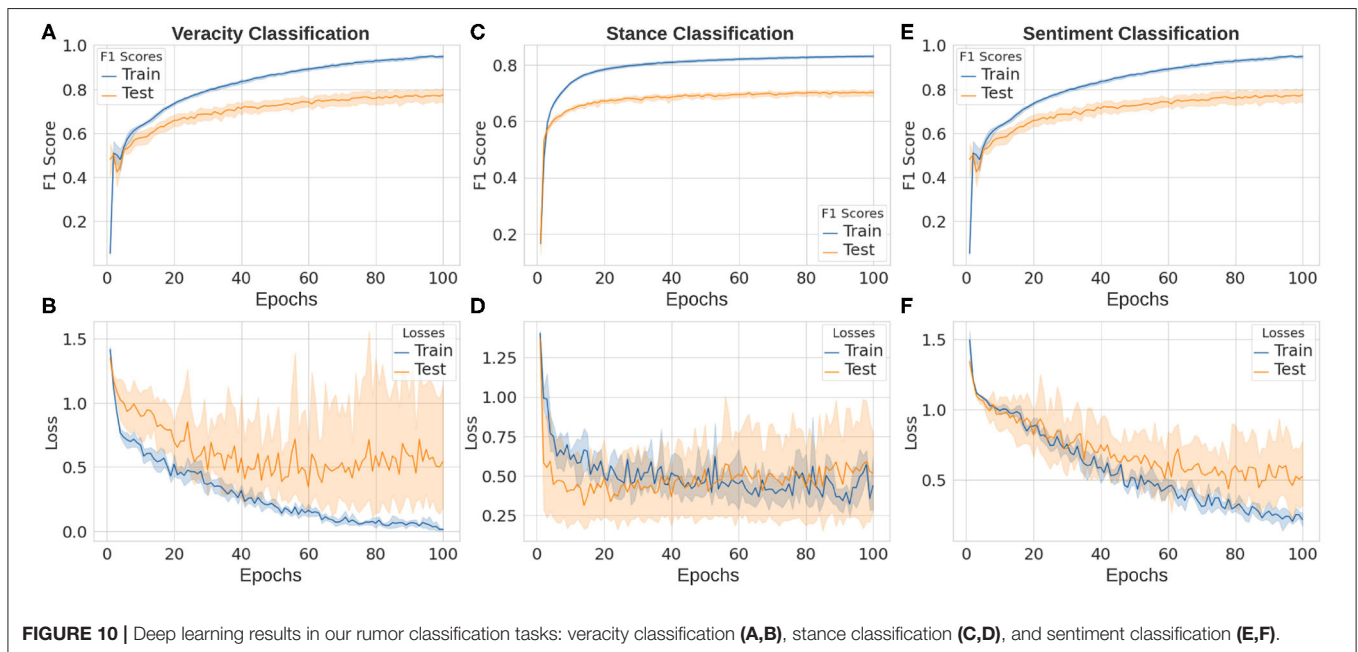 A
Veracity Classification
F1 Scores
Train
Test
1.0
0.8
0.6
0.4
0.2
F1 Score
0
20
40
60
80
100
Epochs
C
Stance Classification
0.8
0.6
0.4
0.2
F1 Score
F1 Scores
Train
Test
0
20
40
60
80
100
Epochs
E
Sentiment Classification
F1 Scores
Train
Test
1.0
0.8
0.6
0.4
0.2
F1 Score
0
20
40
60
80
100
Epochs
B
Losses
Train
Test
1.5
1.0
0.5
0.0
Loss
0
20
40
60
80
100
Epochs
D
Losses
Train
Test
1.25
1.00
0.75
0.50
0.25
Loss
0
20
40
60
80
100
Epochs
F
Losses
Train
Test
1.5
1.0
0.5
Loss
0
20
40
60
80
100
Epochs
FIGURE 10 | Deep learning results in our rumor classification tasks: veracity classification (A,B), stance classification (C,D), and sentiment classification (E,F).